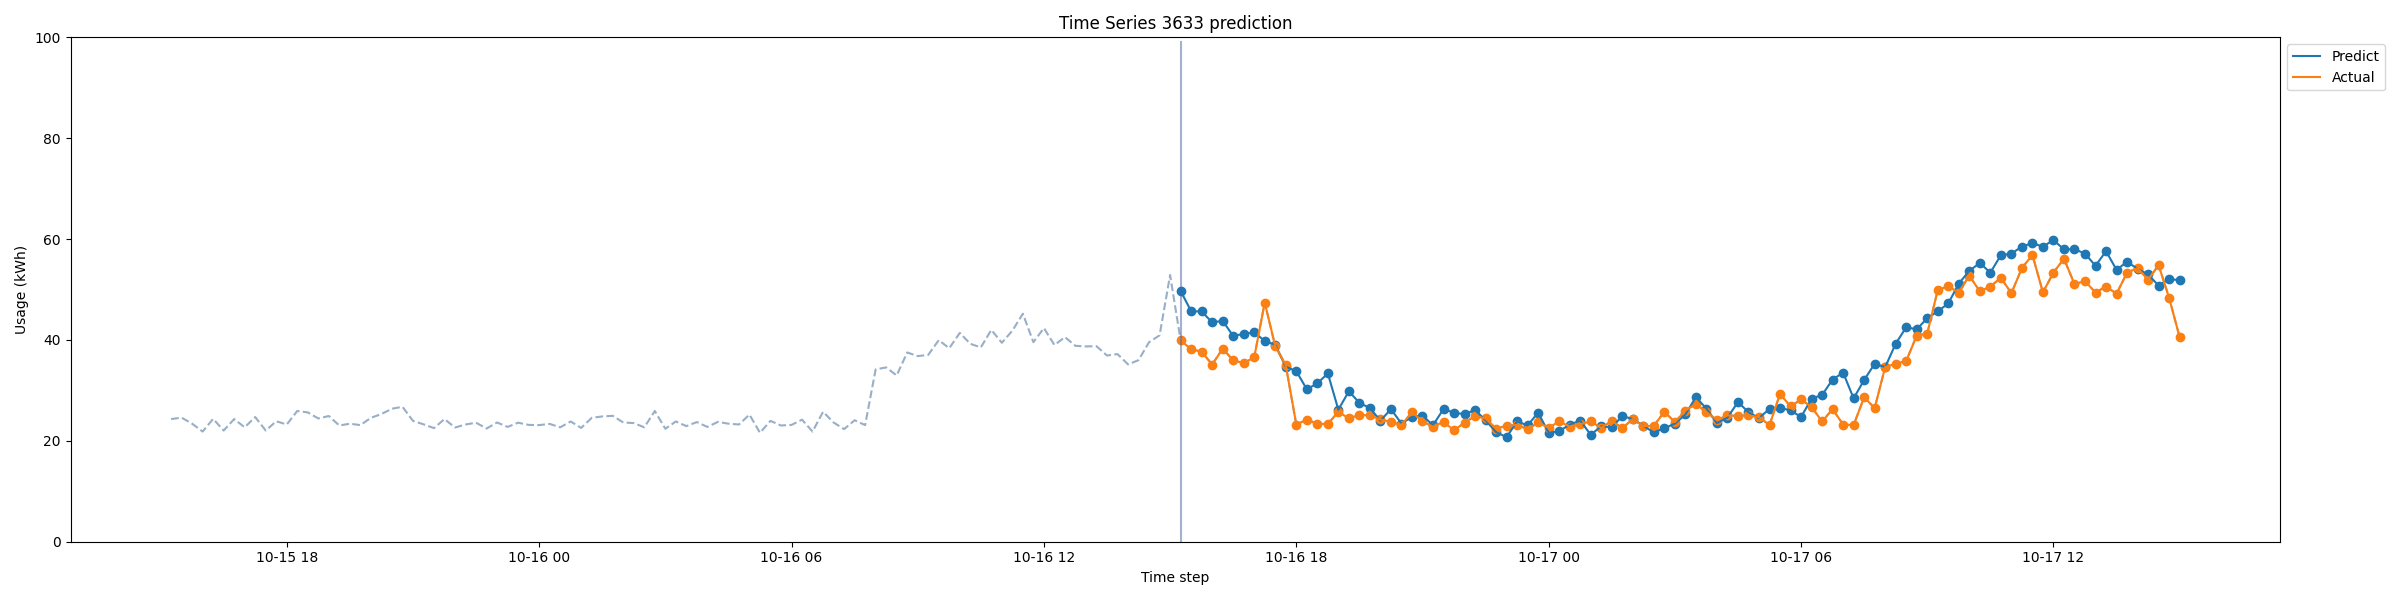 Time Series 3633 prediction
100
80
60
40
20
0
Usage (kWh)
10-15 18
10-16 00
10-16 06
10-16 12
10-16 18
10-17 00
10-17 06
10-17 12
Time step
Predict
Actual